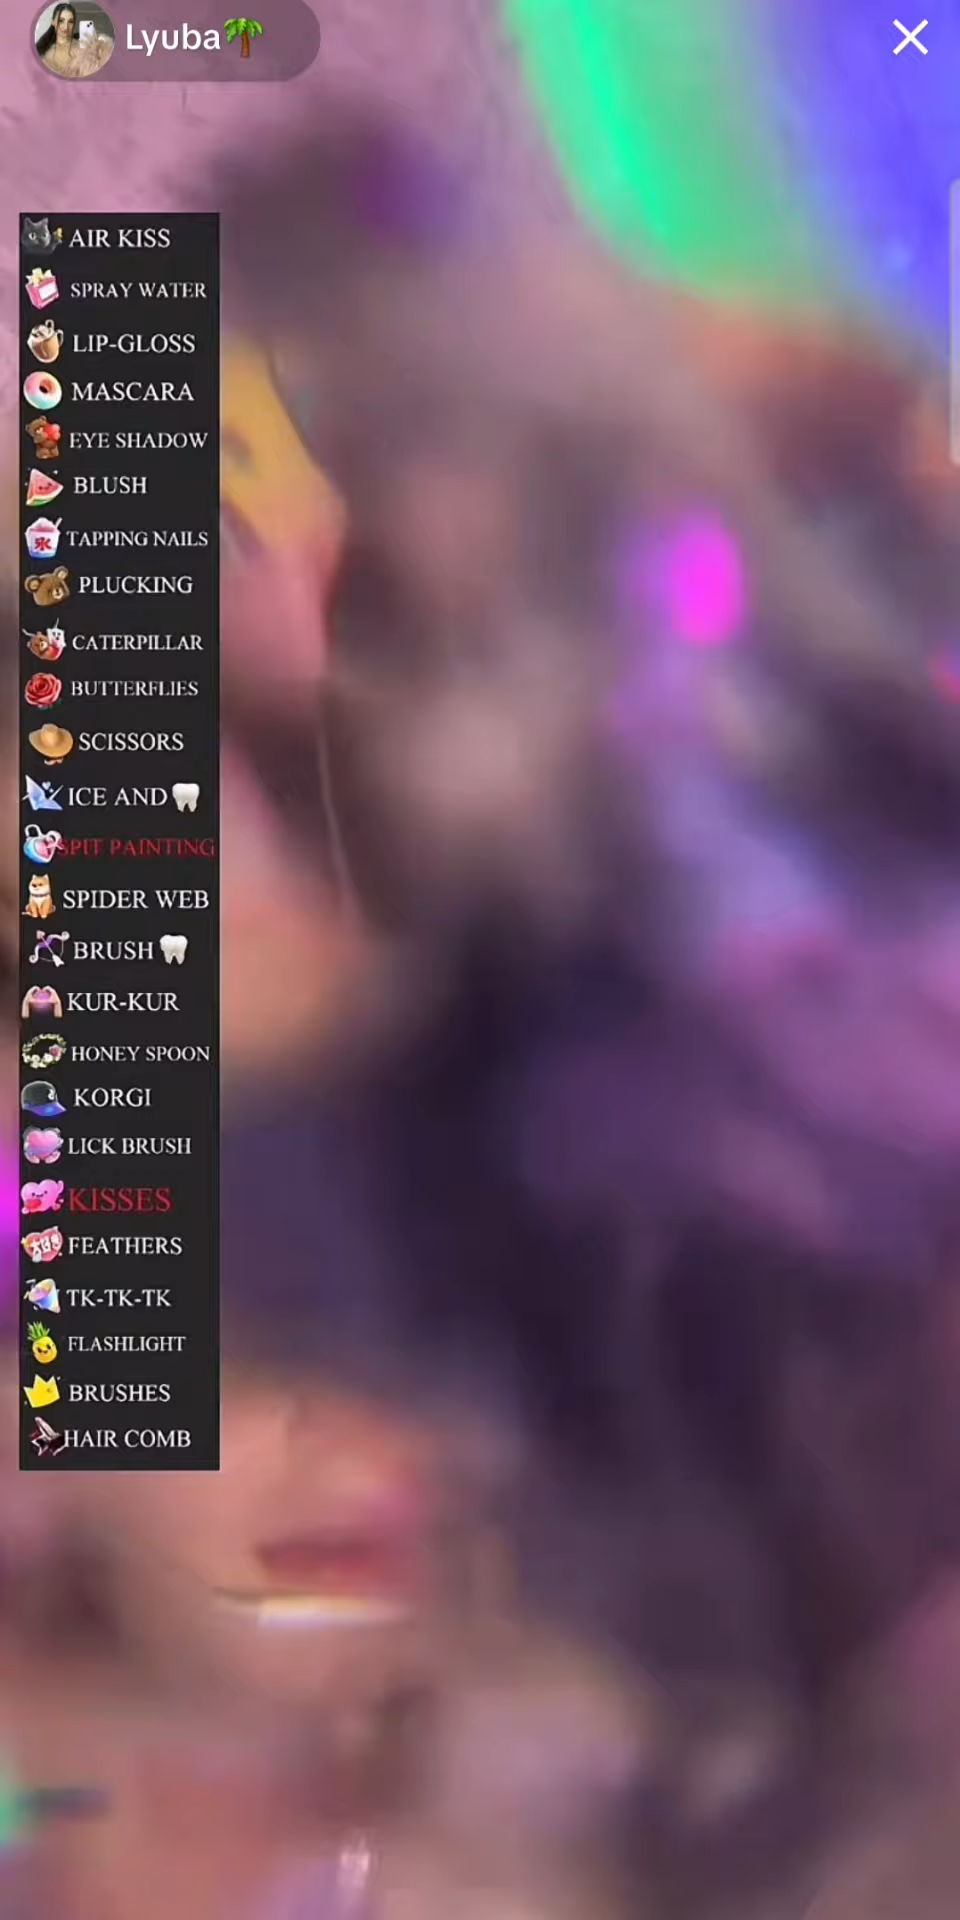 Lyuba🌴
AIR KISS
SPRAY WATER
LIP-GLOSS
MASCARA
EYE SHADOW
BLUSH
TAPPING NAILS
PLUCKING
CATERPILLAR
BUTTERFLIES
SCISSORS
ICE AND🦷
SPIT PAINTING
SPIDER WEB
BRUSH🦷
KUR-KUR
HONEY SPOON
KORGI
LICK BRUSH
KISSES
FEATHERS
TK-TK-TK
FLASHLIGHT
BRUSHES
HAIR COMB